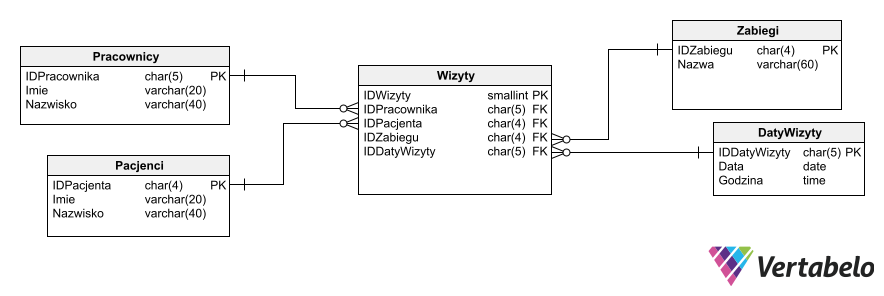 Pracownicy
IDPracownika char(5) PK
Imie varchar(20)
Nazwisko varchar(40)
Pacjenci
IDPacjenta char(4) PK
Imie varchar(20)
Nazwisko varchar(40)
Wizyty
IDWizyty smallint PK
IDPracownika char(5) FK
IDPacjenta char(4) FK
IDZabiegu char(4) FK
IDDatyWizyty char(5) FK
Zabiegi
IDZabiegu char(4) PK
Nazwa varchar(60)
DatyWizyty
IDDatyWizyty char(5) PK
Data date
Godzina time
Vertabelo